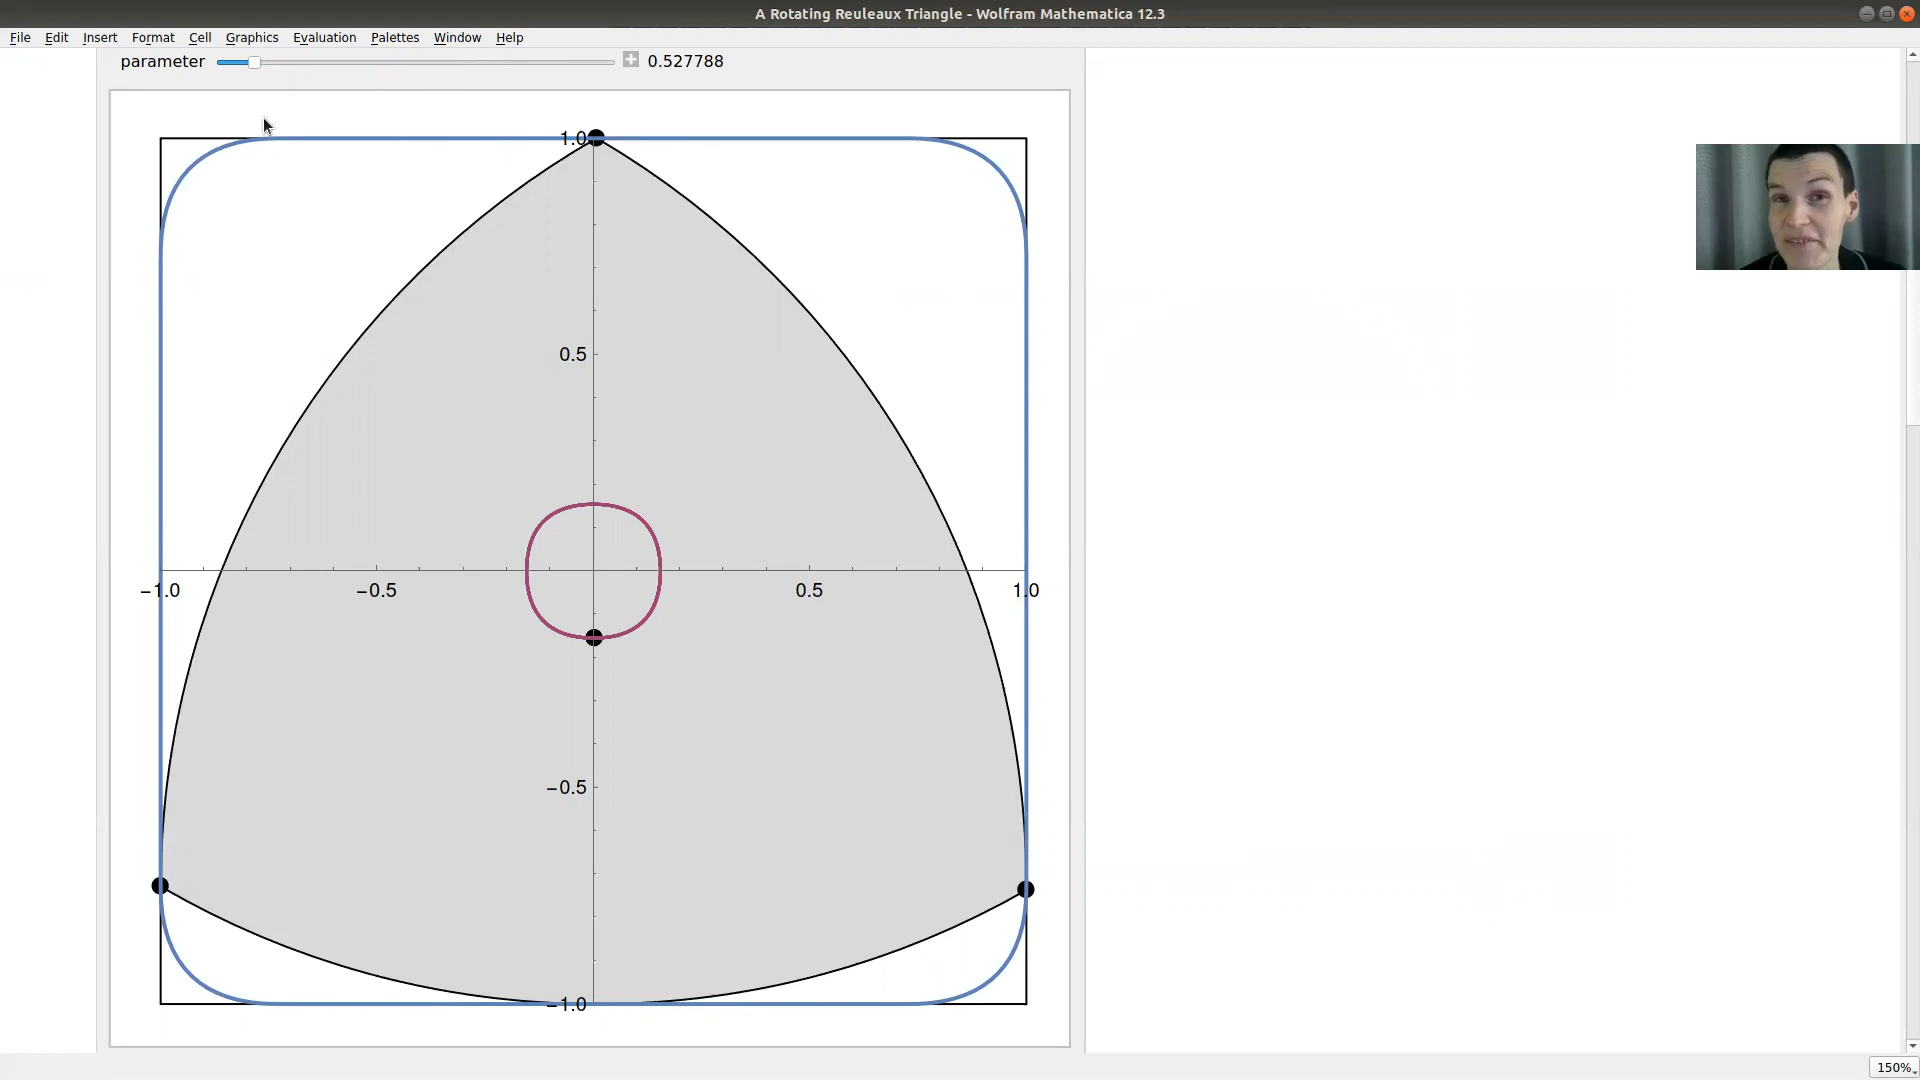 A Rotating Reuleaux Triangle - Wolfram Mathematica 12.3
File Edit Insert Format Cell Graphics Evaluation Palettes Window Help
parameter 0.527788
1.0
0.5
−1.0 −0.5 0.5 1.0
−0.5
−1.0
150%